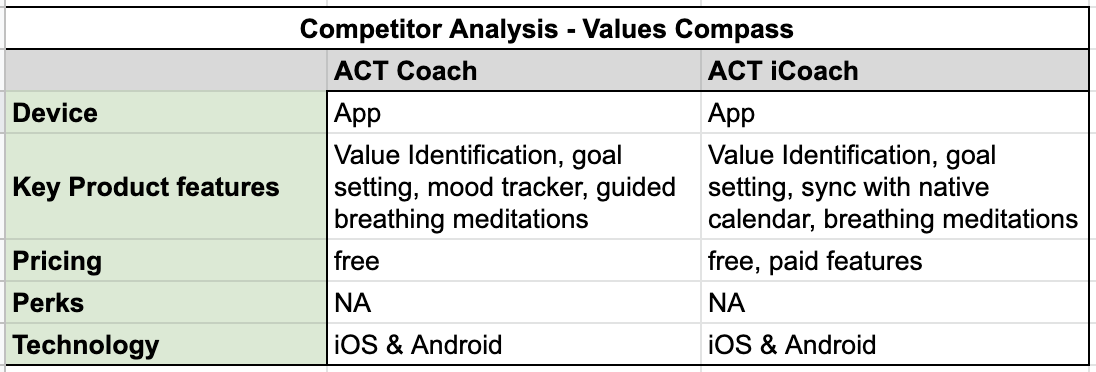 Competitor Analysis - Values Compass
ACT Coach ACT iCoach
Device App App
Key Product features
Value Identification, goal
setting, mood tracker, guided
breathing meditations
Value Identification, goal
setting, sync with native
calendar, breathing meditations
Pricing free free, paid features
Perks NA NA
Technology iOS & Android iOS & Android